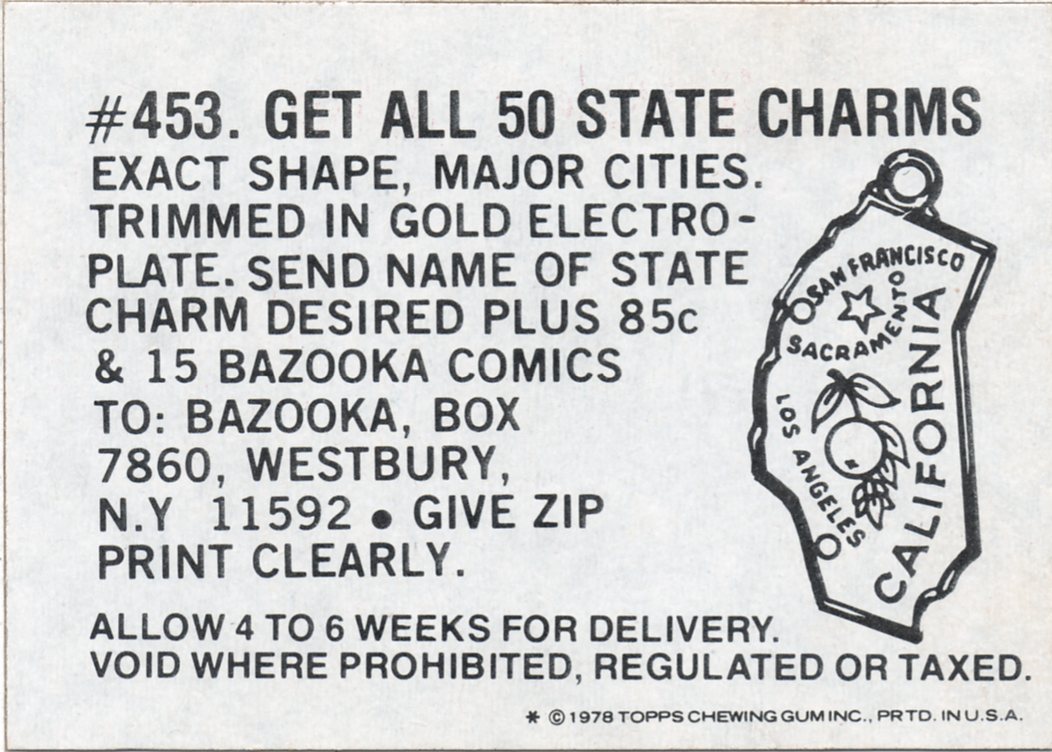 #453. GET ALL 50 STATE CHARMS
EXACT SHAPE, MAJOR CITIES.
TRIMMED IN GOLD ELECTRO-
PLATE. SEND NAME OF STATE
CHARM DESIRED PLUS 85c
& 15 BAZOOKA COMICS
TO: BAZOOKA, BOX
7860, WESTBURY,
N.Y 11592 • GIVE ZIP
PRINT CLEARLY.
SAN FRANCISCO
SACRAMENTO
LOS ANGELES
CALIFORNIA
ALLOW 4 TO 6 WEEKS FOR DELIVERY.
VOID WHERE PROHIBITED, REGULATED OR TAXED.
* © 1978 TOPPS CHEWING GUM INC., PRTD. IN U.S.A.